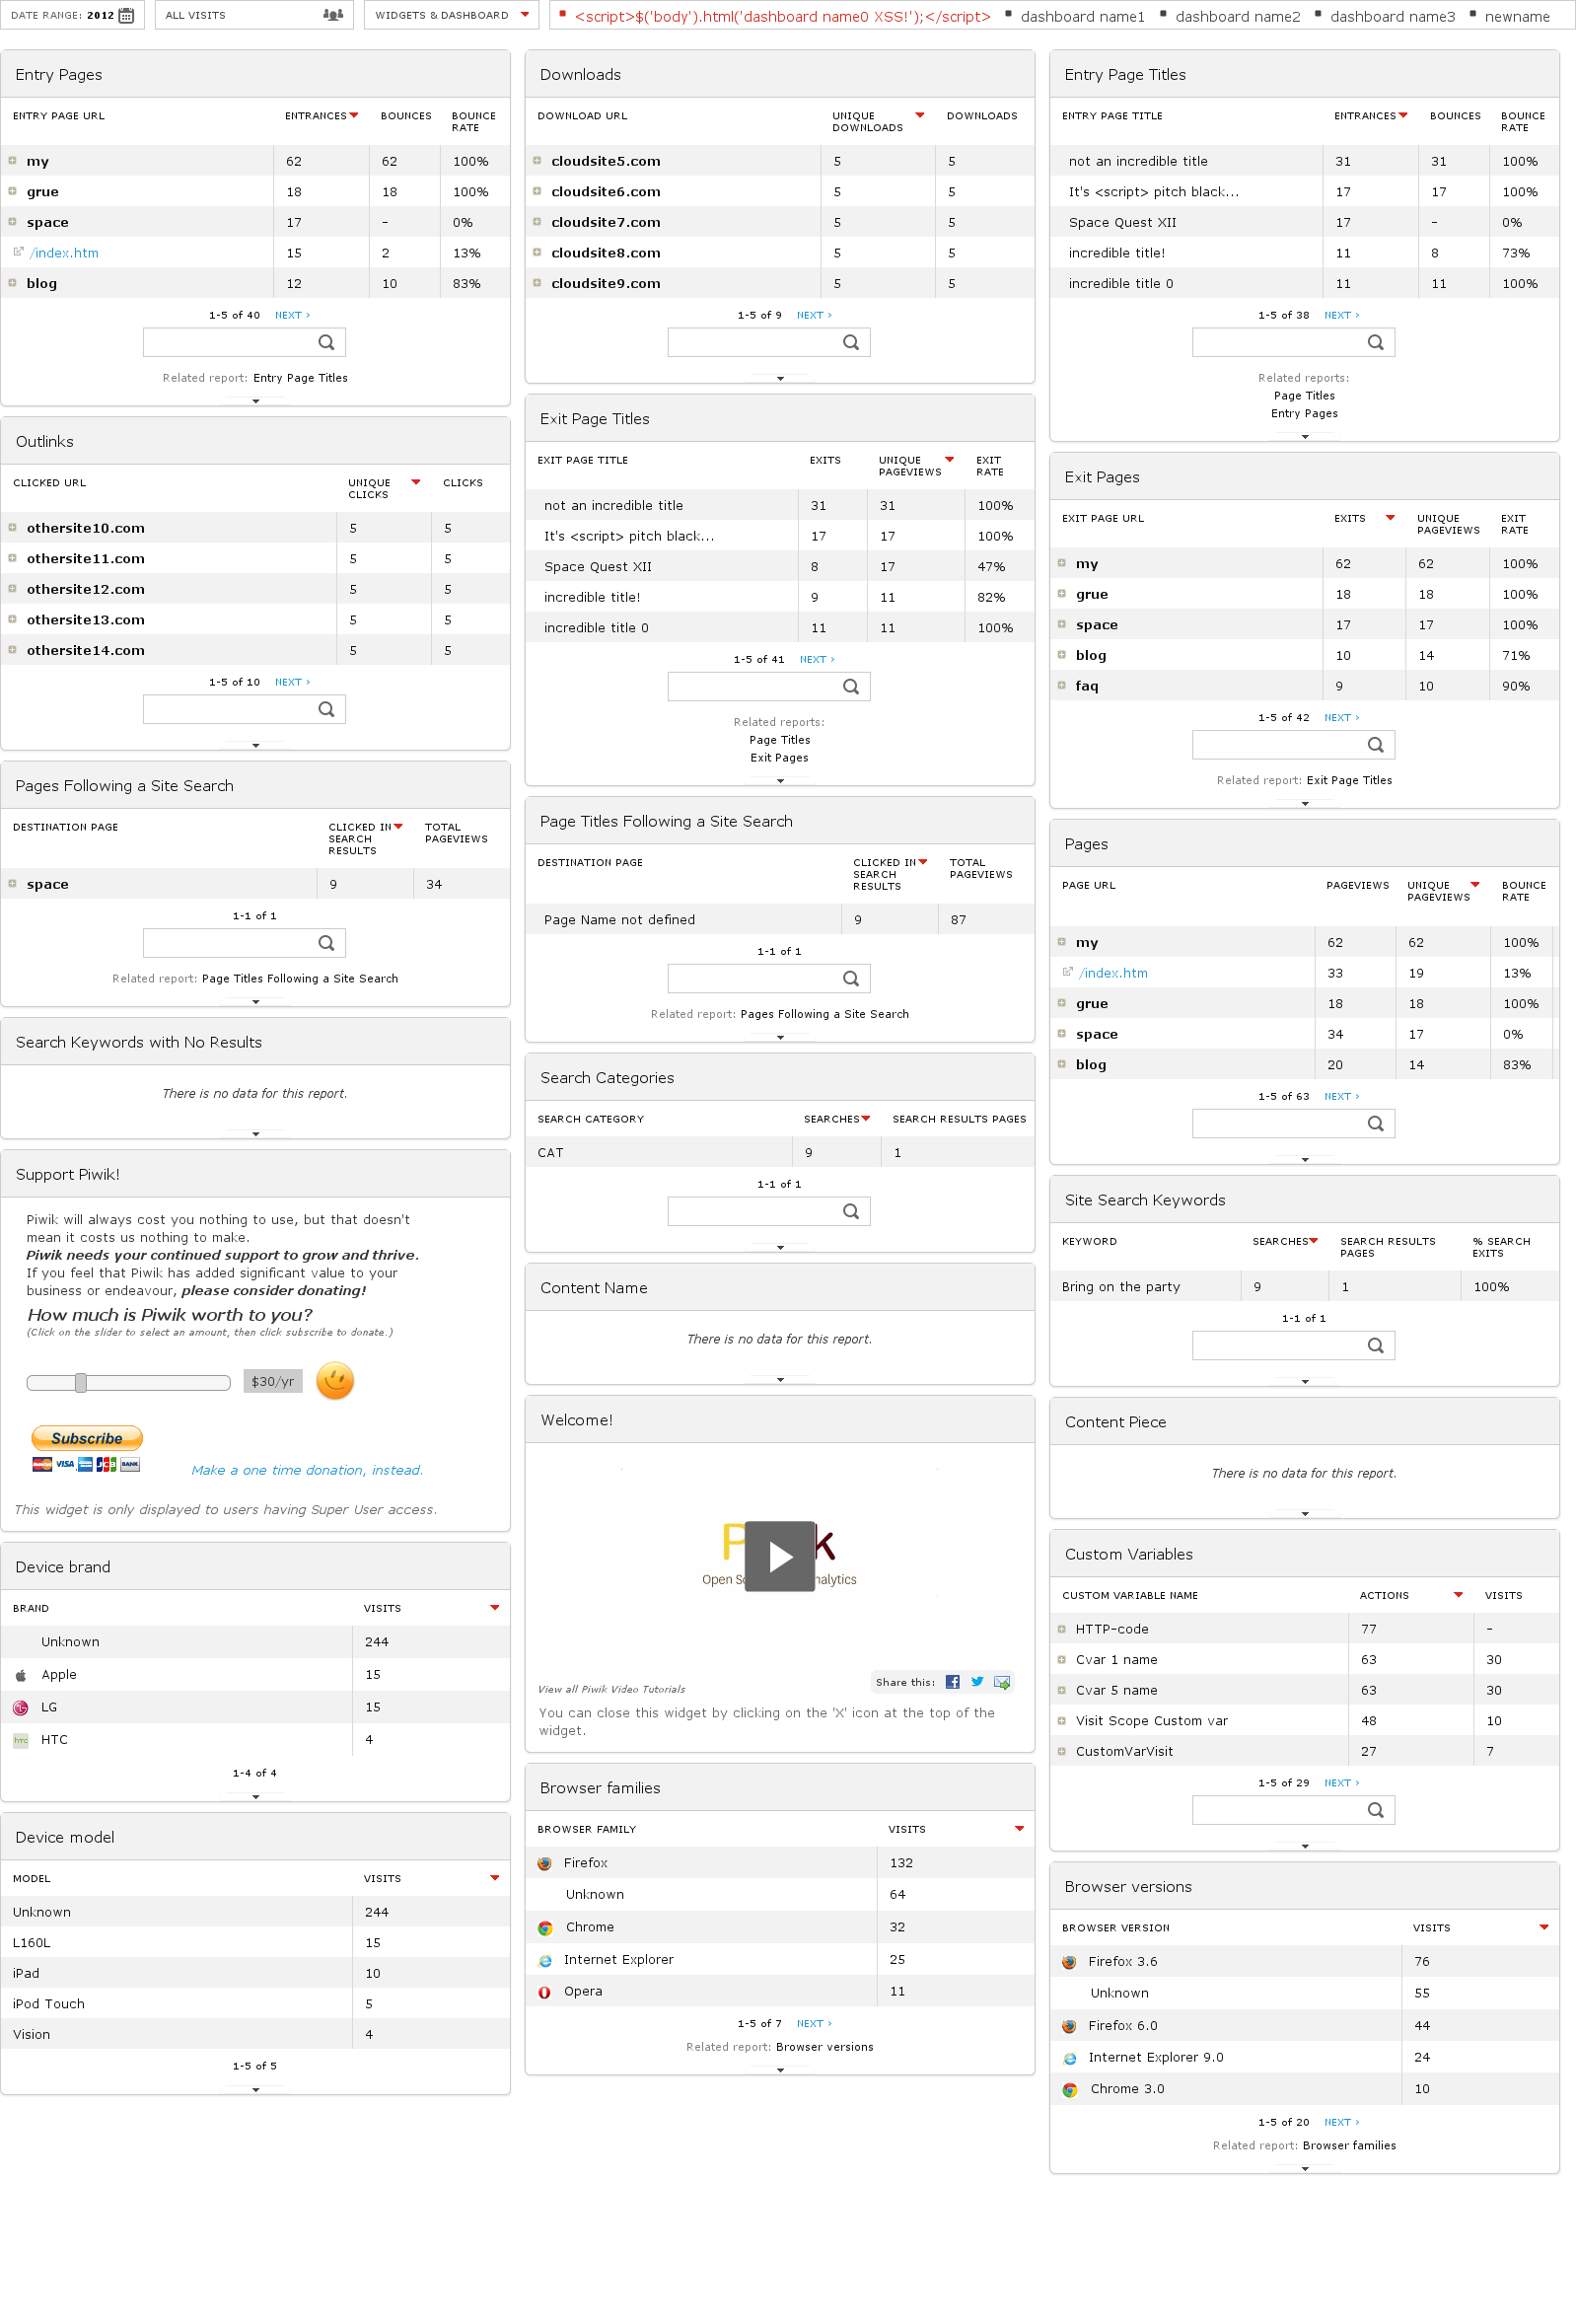 DATE RANGE: 2012
ALL VISITS
WIDGETS & DASHBOARD
<script>$('body').html('dashboard name0 XSS!');</script>
dashboard name1
dashboard name2
dashboard name3
newname
Entry Pages
ENTRY PAGE URL ENTRANCES BOUNCES BOUNCE RATE
my 62 62 100%
grue 18 18 100%
space 17 - 0%
/index.htm 15 2 13%
blog 12 10 83%
1-5 of 40 NEXT ›
Related report: Entry Page Titles
Outlinks
CLICKED URL UNIQUE CLICKS CLICKS
othersite10.com 5 5
othersite11.com 5 5
othersite12.com 5 5
othersite13.com 5 5
othersite14.com 5 5
1-5 of 10 NEXT ›
Pages Following a Site Search
DESTINATION PAGE CLICKED IN SEARCH RESULTS TOTAL PAGEVIEWS
space 9 34
1-1 of 1
Related report: Page Titles Following a Site Search
Search Keywords with No Results
There is no data for this report.
Support Piwik!
Piwik will always cost you nothing to use, but that doesn't
mean it costs us nothing to make.
Piwik needs your continued support to grow and thrive.
If you feel that Piwik has added significant value to your
business or endeavour, please consider donating!
How much is Piwik worth to you?
(Click on the slider to select an amount, then click subscribe to donate.)
$30/yr
Subscribe
VISA JCB BANK
Make a one time donation, instead.
This widget is only displayed to users having Super User access.
Device brand
BRAND VISITS
Unknown 244
Apple 15
LG 15
HTC 4
1-4 of 4
Device model
MODEL VISITS
Unknown 244
L160L 15
iPad 10
iPod Touch 5
Vision 4
1-5 of 5
Downloads
DOWNLOAD URL UNIQUE DOWNLOADS DOWNLOADS
cloudsite5.com 5 5
cloudsite6.com 5 5
cloudsite7.com 5 5
cloudsite8.com 5 5
cloudsite9.com 5 5
1-5 of 9 NEXT ›
Exit Page Titles
EXIT PAGE TITLE EXITS UNIQUE PAGEVIEWS EXIT RATE
not an incredible title 31 31 100%
It's <script> pitch black... 17 17 100%
Space Quest XII 8 17 47%
incredible title! 9 11 82%
incredible title 0 11 11 100%
1-5 of 41 NEXT ›
Related reports:
Page Titles
Exit Pages
Page Titles Following a Site Search
DESTINATION PAGE CLICKED IN SEARCH RESULTS TOTAL PAGEVIEWS
Page Name not defined 9 87
1-1 of 1
Related report: Pages Following a Site Search
Search Categories
SEARCH CATEGORY SEARCHES SEARCH RESULTS PAGES
CAT 9 1
1-1 of 1
Content Name
There is no data for this report.
Welcome!
P k
Open S nalytics
View all Piwik Video Tutorials
Share this:
You can close this widget by clicking on the 'X' icon at the top of the
widget.
Browser families
BROWSER FAMILY VISITS
Firefox 132
Unknown 64
Chrome 32
Internet Explorer 25
Opera 11
1-5 of 7 NEXT ›
Related report: Browser versions
Entry Page Titles
ENTRY PAGE TITLE ENTRANCES BOUNCES BOUNCE RATE
not an incredible title 31 31 100%
It's <script> pitch black... 17 17 100%
Space Quest XII 17 - 0%
incredible title! 11 8 73%
incredible title 0 11 11 100%
1-5 of 38 NEXT ›
Related reports:
Page Titles
Entry Pages
Exit Pages
EXIT PAGE URL EXITS UNIQUE PAGEVIEWS EXIT RATE
my 62 62 100%
grue 18 18 100%
space 17 17 100%
blog 10 14 71%
faq 9 10 90%
1-5 of 42 NEXT ›
Related report: Exit Page Titles
Pages
PAGE URL PAGEVIEWS UNIQUE PAGEVIEWS BOUNCE RATE
my 62 62 100%
/index.htm 33 19 13%
grue 18 18 100%
space 34 17 0%
blog 20 14 83%
1-5 of 63 NEXT ›
Site Search Keywords
KEYWORD SEARCHES SEARCH RESULTS PAGES % SEARCH EXITS
Bring on the party 9 1 100%
1-1 of 1
Content Piece
There is no data for this report.
Custom Variables
CUSTOM VARIABLE NAME ACTIONS VISITS
HTTP-code 77 -
Cvar 1 name 63 30
Cvar 5 name 63 30
Visit Scope Custom var 48 10
CustomVarVisit 27 7
1-5 of 29 NEXT ›
Browser versions
BROWSER VERSION VISITS
Firefox 3.6 76
Unknown 55
Firefox 6.0 44
Internet Explorer 9.0 24
Chrome 3.0 10
1-5 of 20 NEXT ›
Related report: Browser families